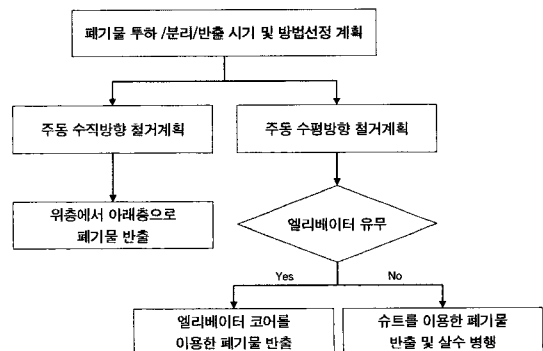 폐기물 투하 /분리/반출 시기 및 방법선정 계획
주동 수직방향 철거계획
주동 수평방향 철거계획
위층에서 아래층으로
폐기물 반출
엘리베이터 유무
Yes
No
엘리베이터 코어를
이용한 폐기물 반출
슈트를 이용한 폐기물
반출 및 살수 병행